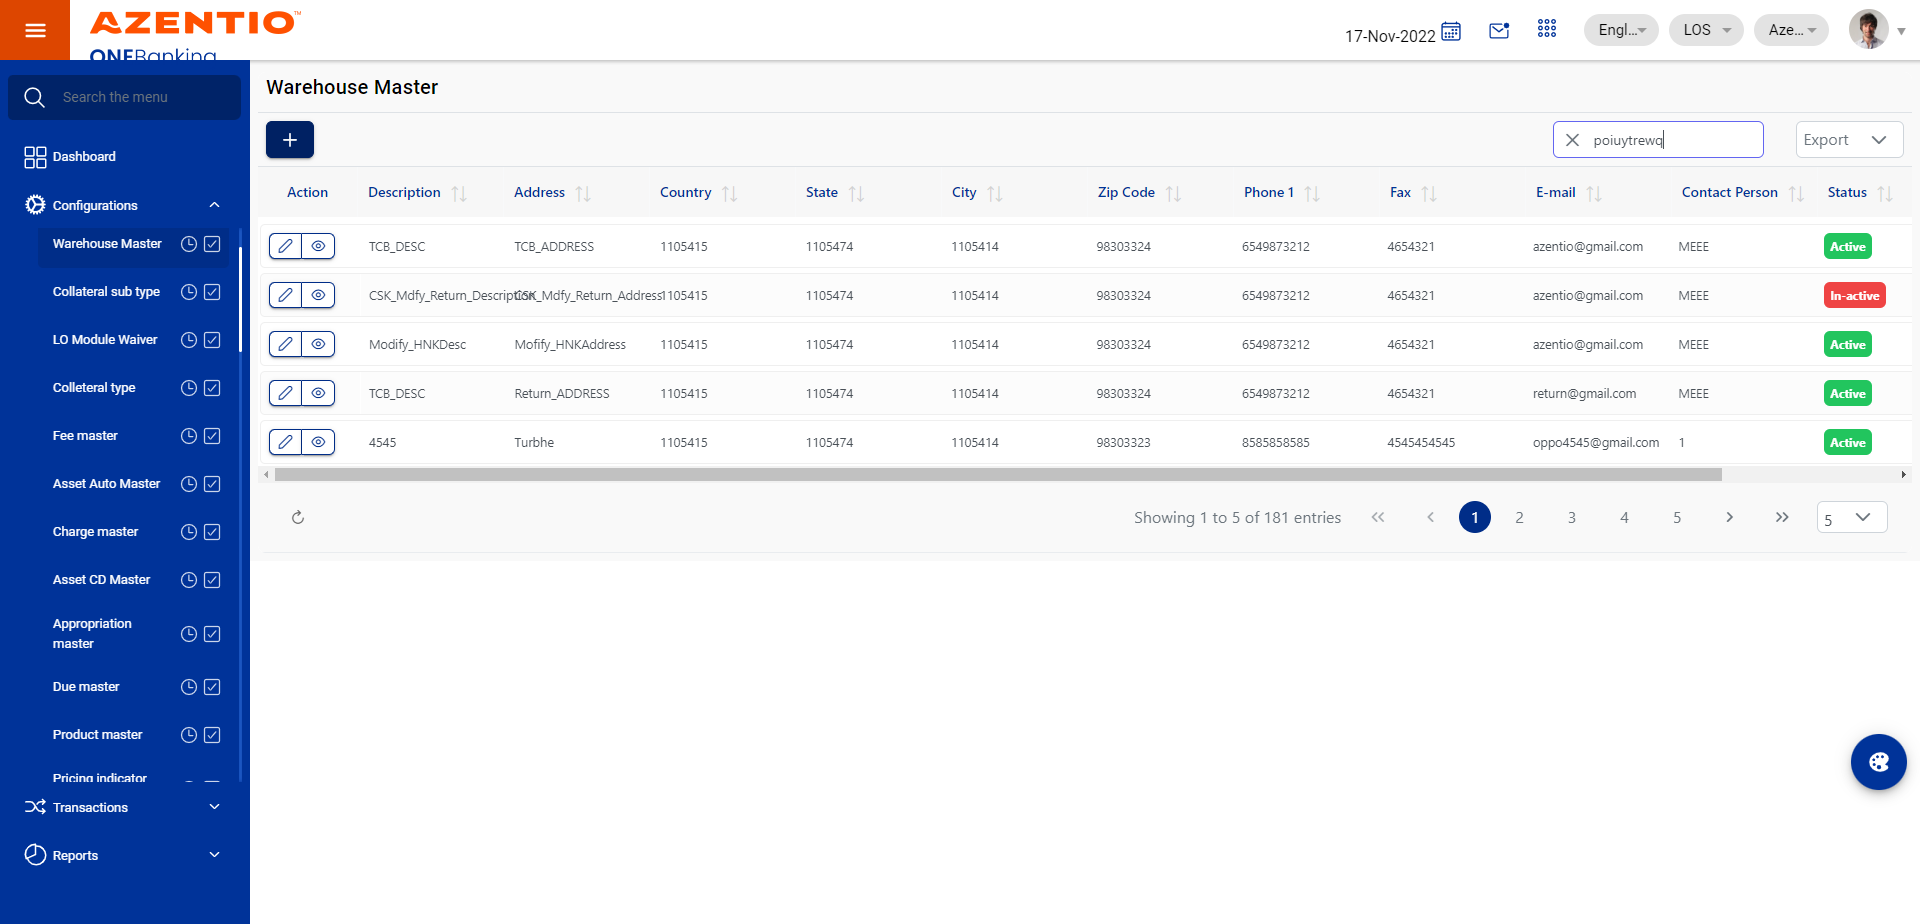 AZENTIO™
ONEBanking
17-Nov-2022
Engl...
LOS
Aze...
Search the menu
Dashboard
Configurations
Warehouse Master
Collateral sub type
LO Module Waiver
Colleteral type
Fee master
Asset Auto Master
Charge master
Asset CD Master
Appropriation
master
Due master
Product master
Pricing indicator
Transactions
Reports
Warehouse Master
+
poiuytrewq
Export
Action Description Address Country State City Zip Code Phone 1 Fax E-mail Contact Person Status
TCB_DESC TCB_ADDRESS 1105415 1105474 1105414 98303324 6549873212 4654321 azentio@gmail.com MEEE Active
CSK_Mdfy_Return_Description CSK_Mdfy_Return_Address 1105415 1105474 1105414 98303324 6549873212 4654321 azentio@gmail.com MEEE In-active
Modify_HNKDesc Mofify_HNKAddress 1105415 1105474 1105414 98303324 6549873212 4654321 azentio@gmail.com MEEE Active
TCB_DESC Return_ADDRESS 1105415 1105474 1105414 98303324 6549873212 4654321 return@gmail.com MEEE Active
4545 Turbhe 1105415 1105474 1105414 98303323 8585858585 4545454545 oppo4545@gmail.com 1 Active
Showing 1 to 5 of 181 entries 1 2 3 4 5 5